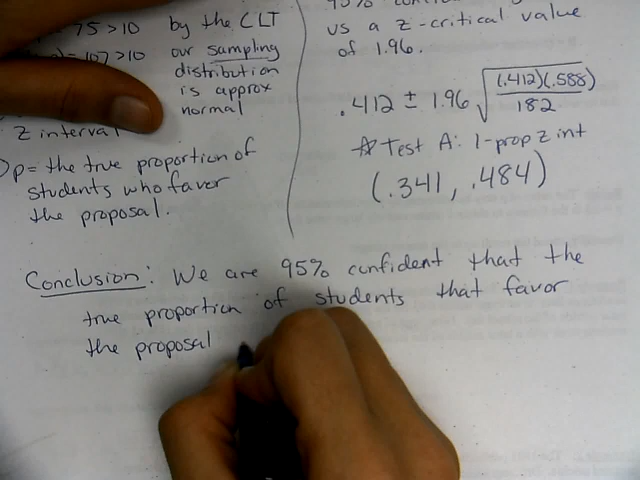 75>10 by the CLT
107>10 our sampling
distribution
is approx
normal
Z interval
p= the true proportion of
students who favor
the proposal.
us a z-critical value
of 1.96.
.412 ± 1.96 √((.412)(.588)/182)
Test A: 1-prop z int
(.341, .484)
Conclusion: We are 95% confident that the
true proportion of students that favor
the proposal